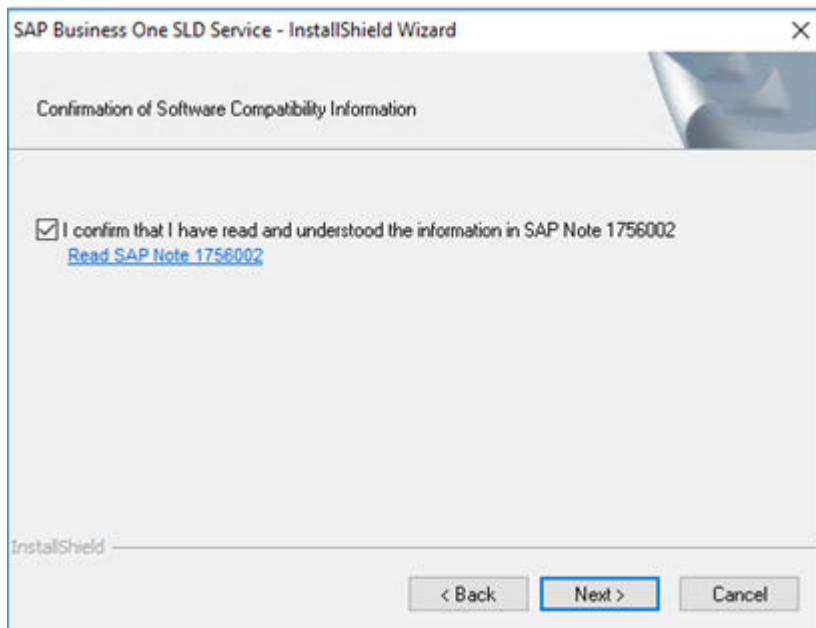 SAP Business One SLD Service - InstallShield Wizard
Confirmation of Software Compatibility Information
I confirm that I have read and understood the information in SAP Note 1756002
Read SAP Note 1756002
InstallShield
< Back Next > Cancel